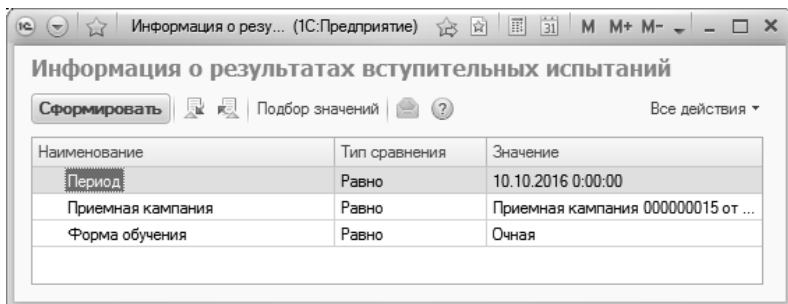 Информация о резу... (1С:Предприятие) 31 M M+ M-
Информация о результатах вступительных испытаний
Сформировать Подбор значений ? Все действия
Наименование Тип сравнения Значение
Период Равно 10.10.2016 0:00:00
Приемная кампания Равно Приемная кампания 000000015 от ...
Форма обучения Равно Очная